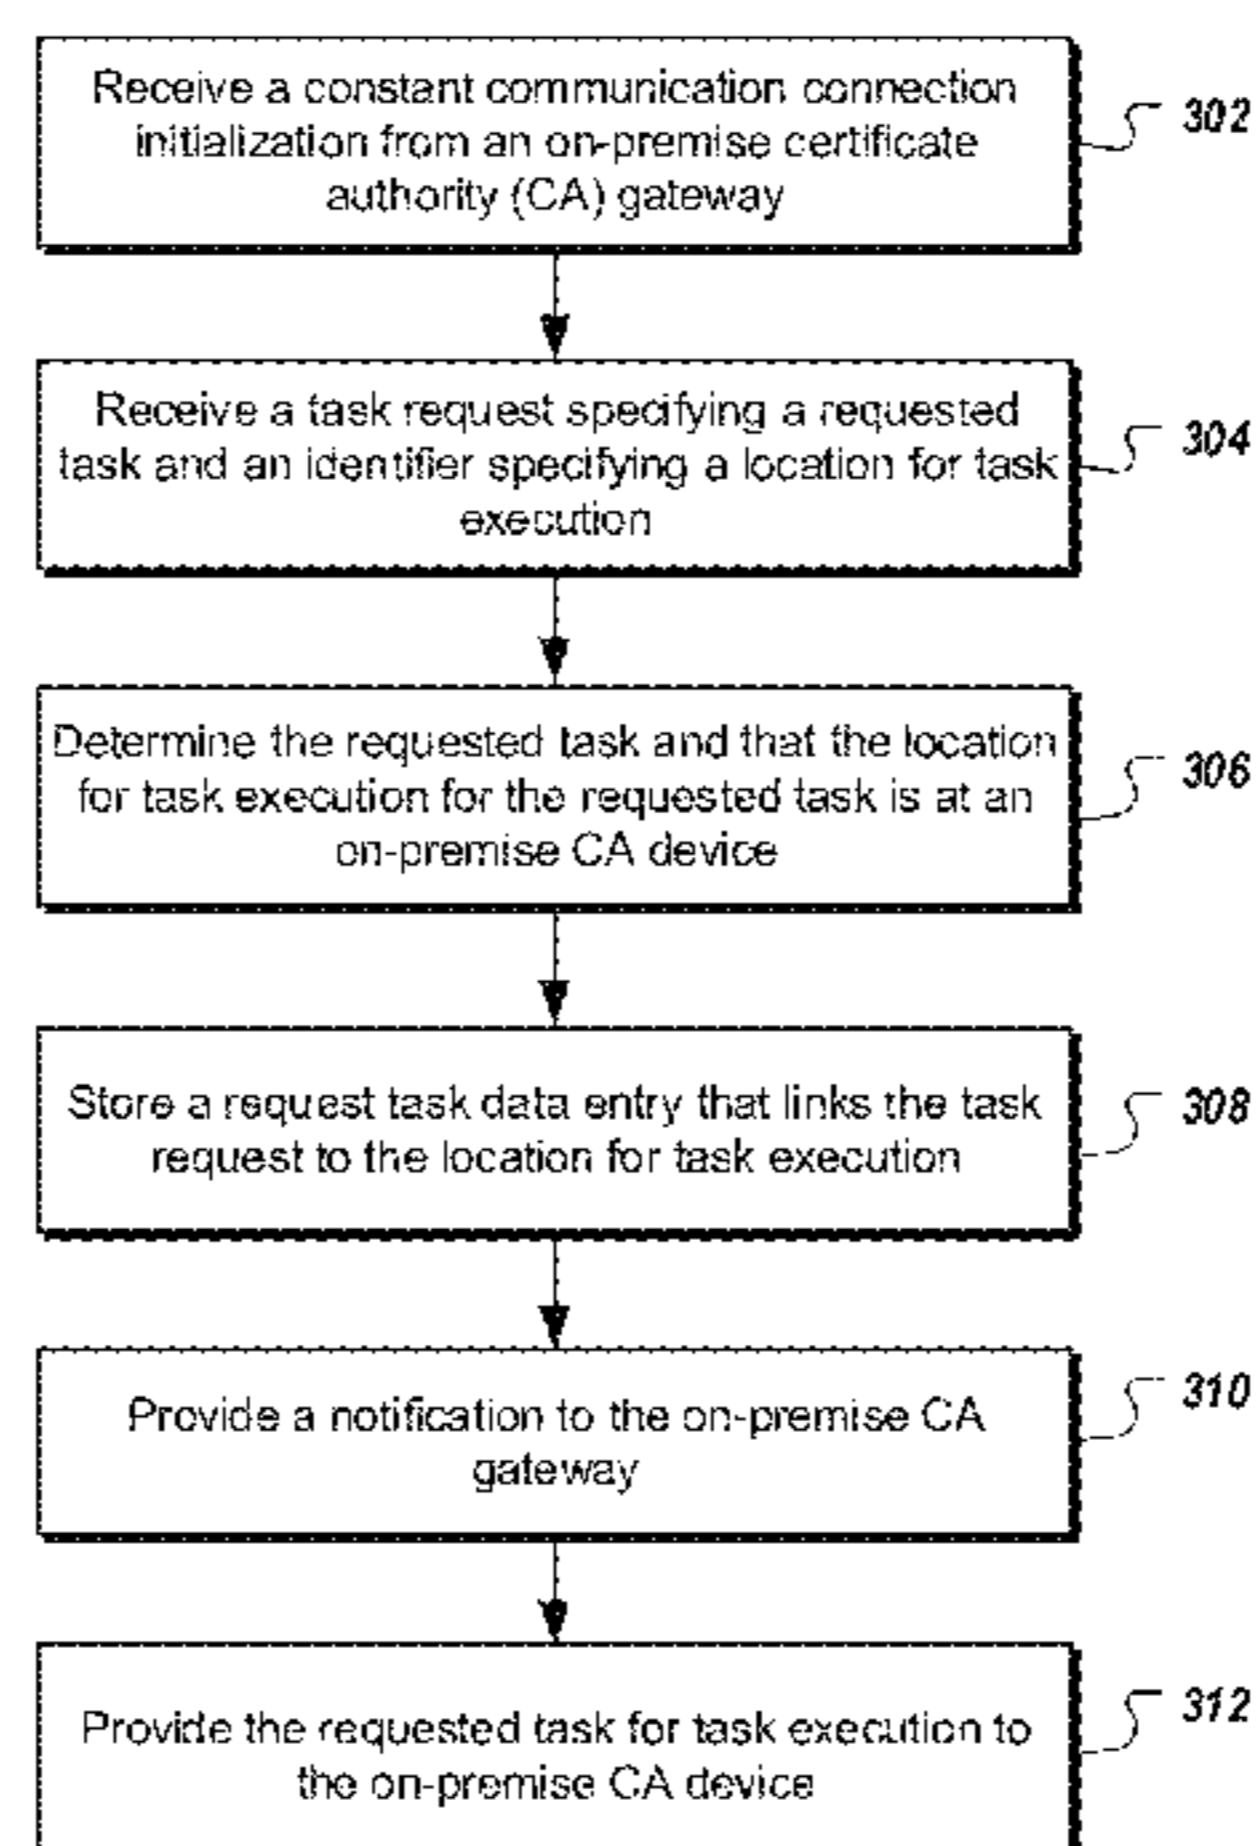 Receive a constant communication connection
initialization from an on-premise certificate
authority (CA) gateway
302
Receive a task request specifying a requested
task and an identifier specifying a location for task
execution
304
Determine the requested task and that the location
for task execution for the requested task is at an
on-premise CA device
306
Store a request task data entry that links the task
request to the location for task execution
308
Provide a notification to the on-premise CA
gateway
310
Provide the requested task for task execution to
the on-premise CA device
312